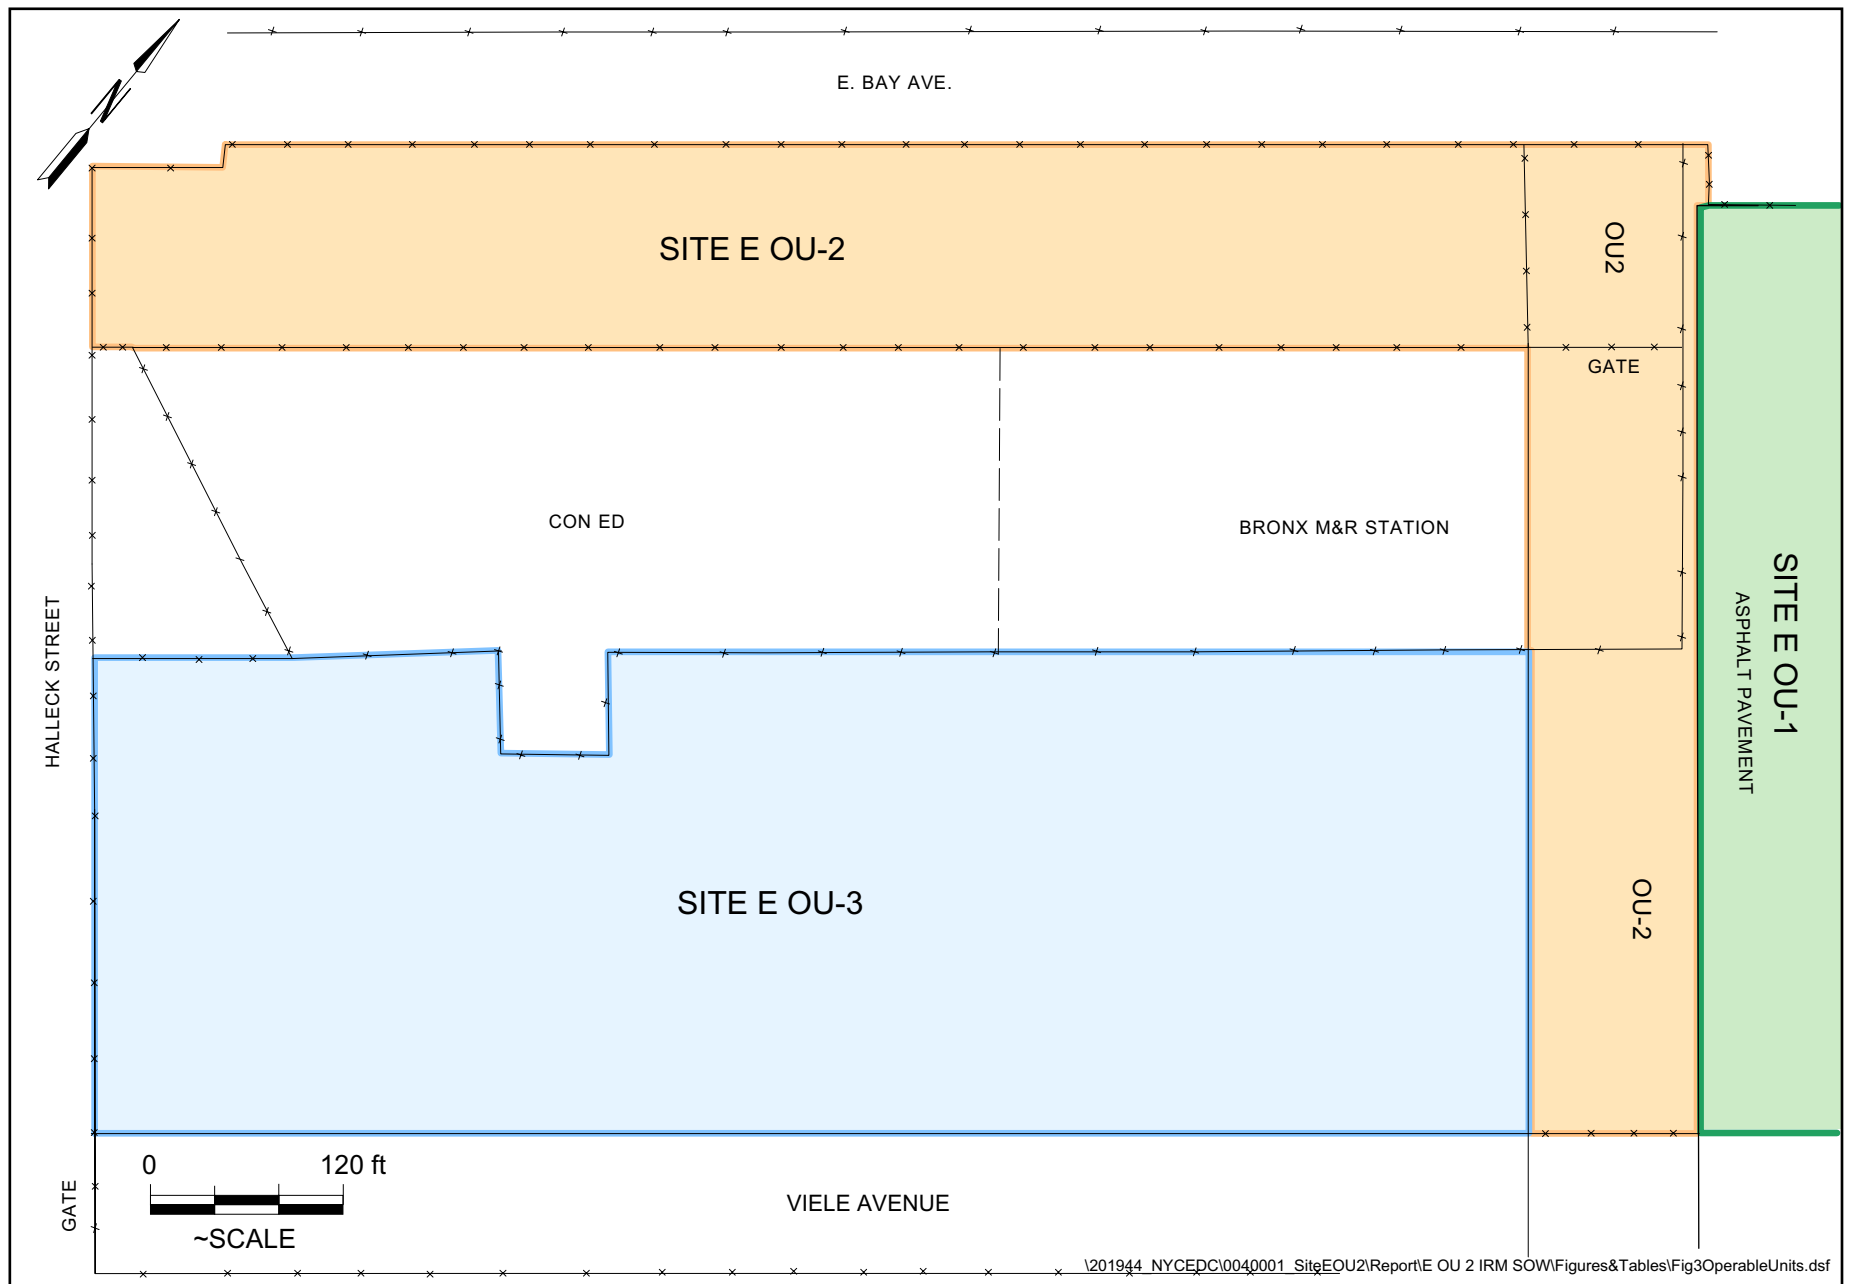 N
E. BAY AVE.
SITE E OU-2
OU2
GATE
CON ED
BRONX M&R STATION
HALLECK STREET
SITE E OU-1
ASPHALT PAVEMENT
SITE E OU-3
OU-2
0 120 ft
~SCALE
GATE
VIELE AVENUE
\201944_NYCEDC\0040001_SiteEOU2\Report\E OU 2 IRM SOW\Figures&Tables\Fig3OperableUnits.dsf